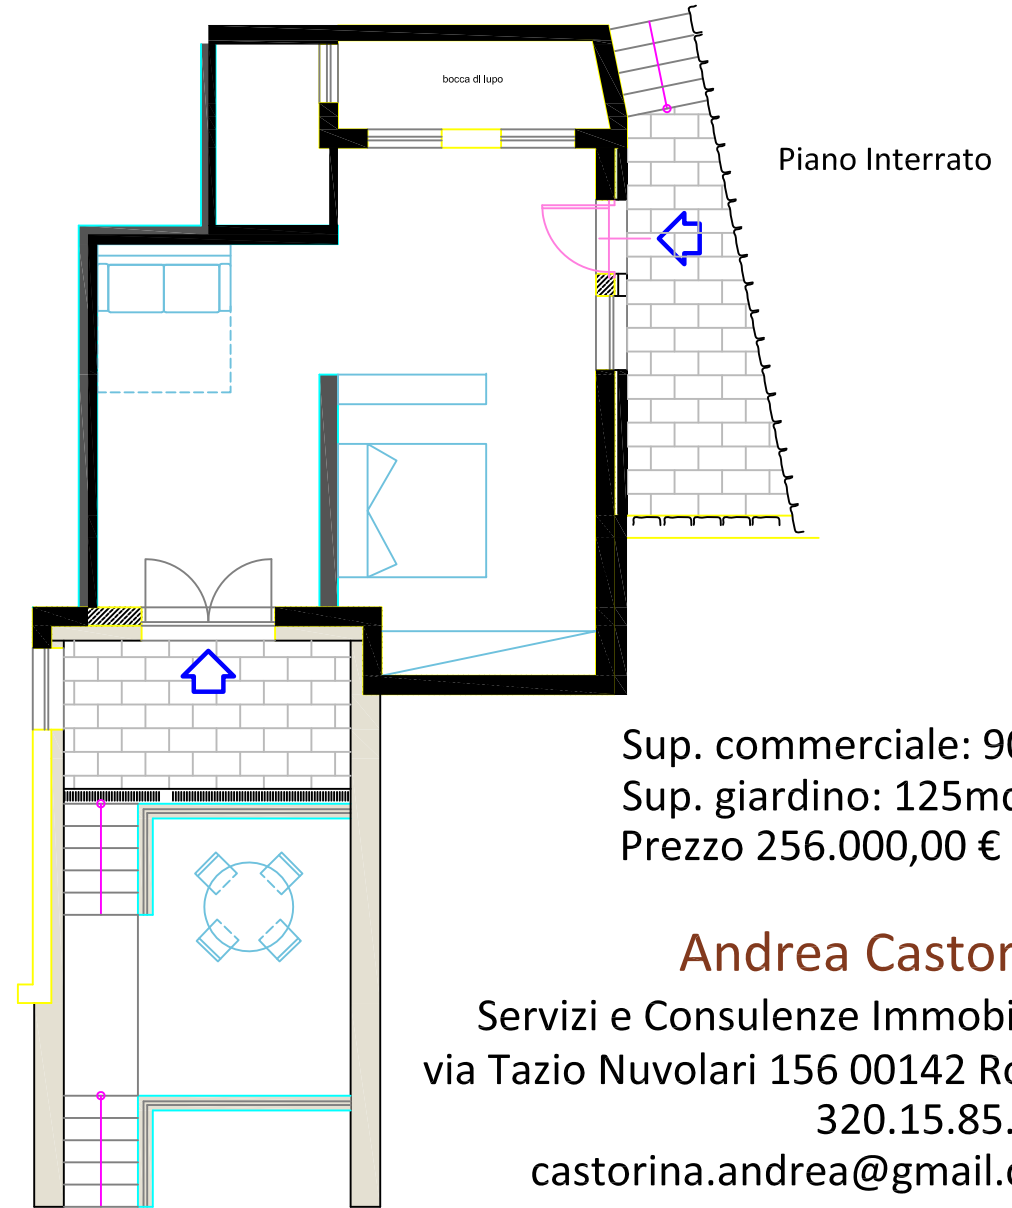 bocca di lupo
Piano Interrato
Sup. commerciale: 90
Sup. giardino: 125m
Prezzo 256.000,00 €
Andrea Castor
Servizi e Consulenze Immobi
via Tazio Nuvolari 156 00142 Ro
320.15.85.
castorina.andrea@gmail.c